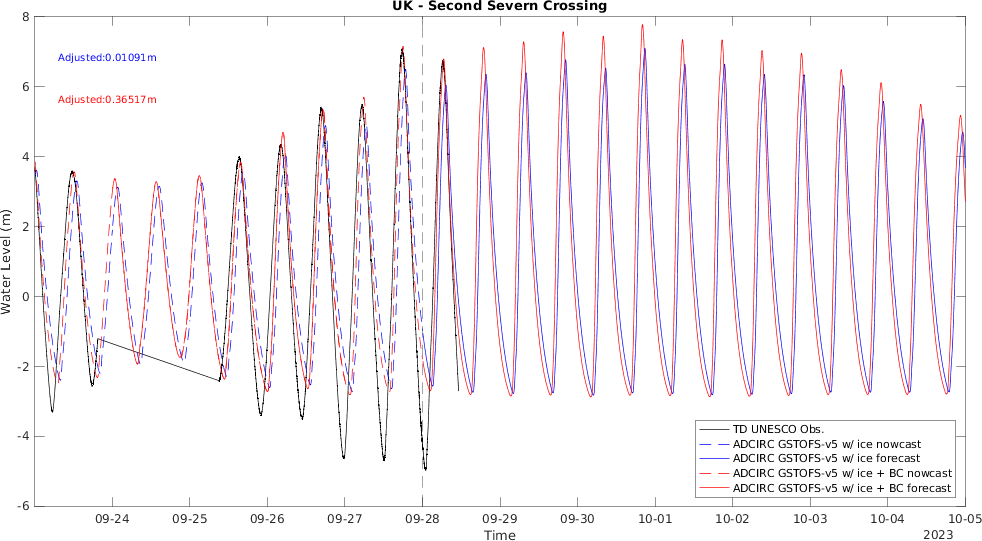 UK - Second Severn Crossing
8
6
4
2
0
-2
-4
-6
Water Level (m)
Adjusted:0.01091m
Adjusted:0.36517m
TD UNESCO Obs.
ADCIRC GSTOFS-v5 w/ ice nowcast
ADCIRC GSTOFS-v5 w/ ice forecast
ADCIRC GSTOFS-v5 w/ ice + BC nowcast
ADCIRC GSTOFS-v5 w/ ice + BC forecast
09-24 09-25 09-26 09-27 09-28 09-29 09-30 10-01 10-02 10-03 10-04 10-05
Time
2023